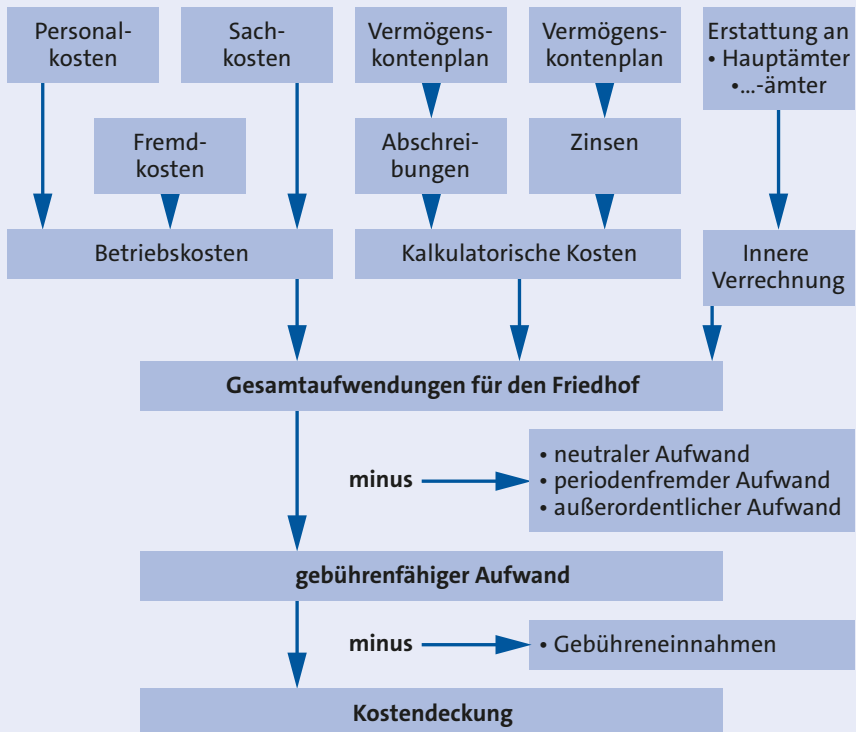 Personal-
kosten
Sach-
kosten
Vermögens-
kontenplan
Vermögens-
kontenplan
Erstattung an
• Hauptämter
•...-ämter
Fremd-
kosten
Abschrei-
bungen
Zinsen
Betriebskosten
Kalkulatorische Kosten
Innere
Verrechnung
Gesamtaufwendungen für den Friedhof
minus
• neutraler Aufwand
• periodenfremder Aufwand
• außerordentlicher Aufwand
gebührenfähiger Aufwand
minus
• Gebühreneinnahmen
Kostendeckung